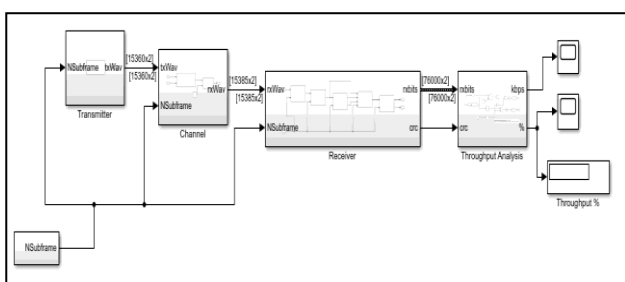 [15360x2]
[15360x2]
NSubframe
txWav
Transmitter
txWav
rxWav
NSubframe
Channel
[15385x2]
[15385x2]
rxWav
rxbits
NSubframe
crc
Receiver
[76000x2]
[76000x2]
rxbits
kbps
crc
%
Throughput Analysis
Throughput %
NSubframe